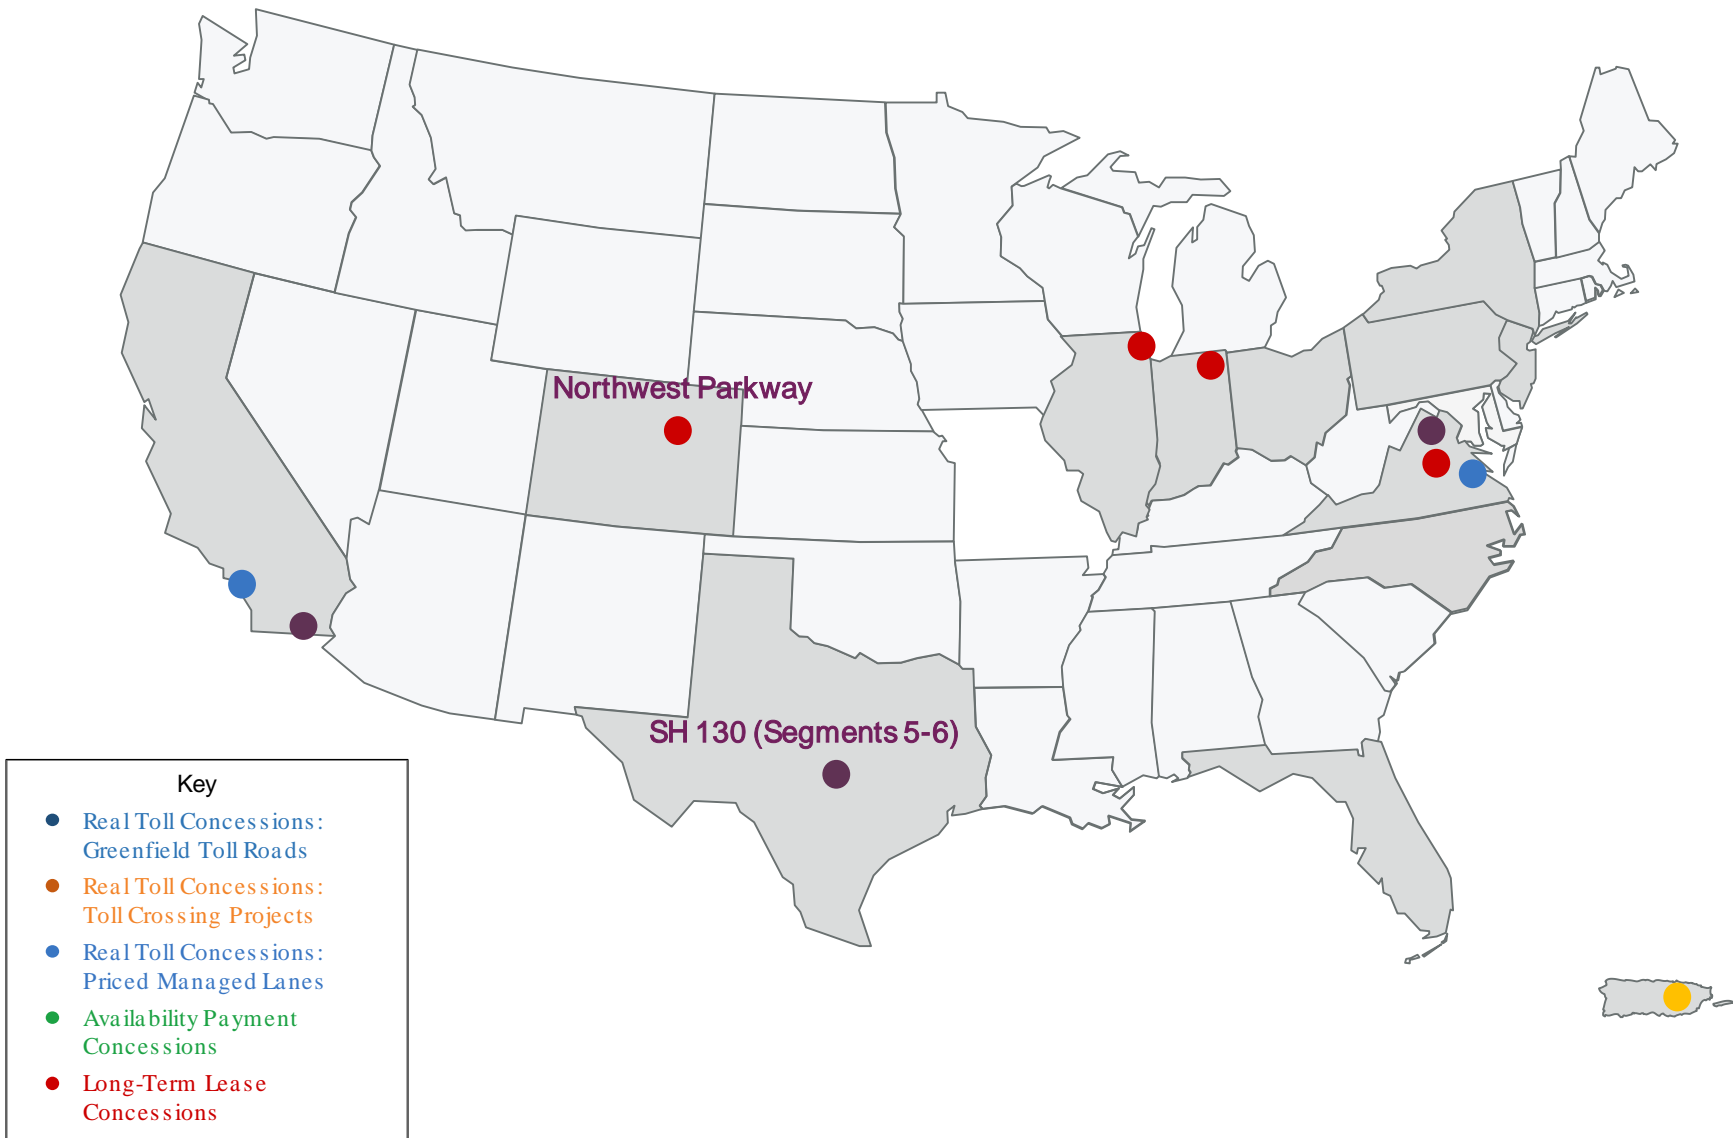 Northwest Parkway
SH 130 (Segments 5-6)
Key
Real Toll Concessions:
Greenfield Toll Roads
Real Toll Concessions:
Toll Crossing Projects
Real Toll Concessions:
Priced Managed Lanes
Availability Payment
Concessions
Long-Term Lease
Concessions